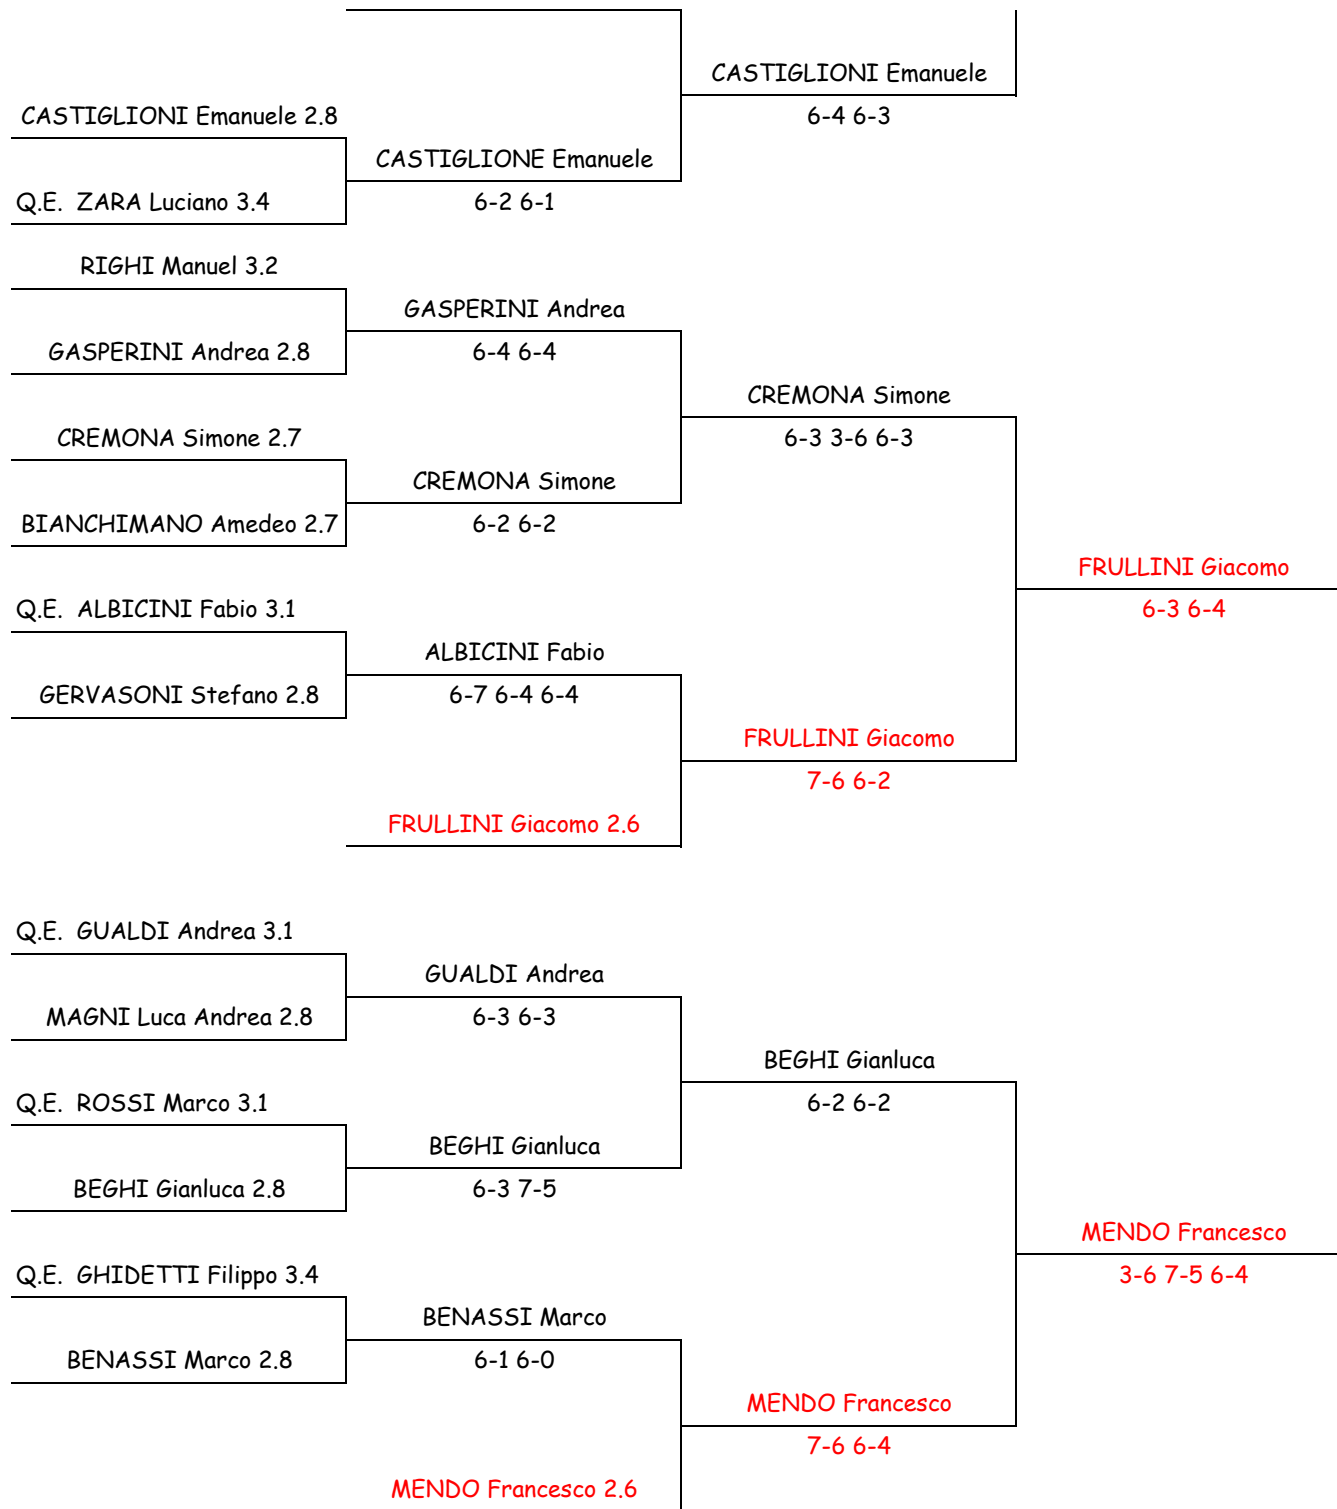 CASTIGLIONI Emanuele
6-4 6-3
CASTIGLIONI Emanuele 2.8
CASTIGLIONE Emanuele
6-2 6-1
Q.E. ZARA Luciano 3.4
RIGHI Manuel 3.2
GASPERINI Andrea
6-4 6-4
GASPERINI Andrea 2.8
CREMONA Simone
6-3 3-6 6-3
CREMONA Simone 2.7
CREMONA Simone
6-2 6-2
BIANCHIMANO Amedeo 2.7
FRULLINI Giacomo
6-3 6-4
Q.E. ALBICINI Fabio 3.1
ALBICINI Fabio
6-7 6-4 6-4
GERVASONI Stefano 2.8
FRULLINI Giacomo
7-6 6-2
FRULLINI Giacomo 2.6
Q.E. GUALDI Andrea 3.1
GUALDI Andrea
6-3 6-3
MAGNI Luca Andrea 2.8
BEGHI Gianluca
6-2 6-2
Q.E. ROSSI Marco 3.1
BEGHI Gianluca
6-3 7-5
BEGHI Gianluca 2.8
MENDO Francesco
3-6 7-5 6-4
Q.E. GHIDETTI Filippo 3.4
BENASSI Marco
6-1 6-0
BENASSI Marco 2.8
MENDO Francesco
7-6 6-4
MENDO Francesco 2.6